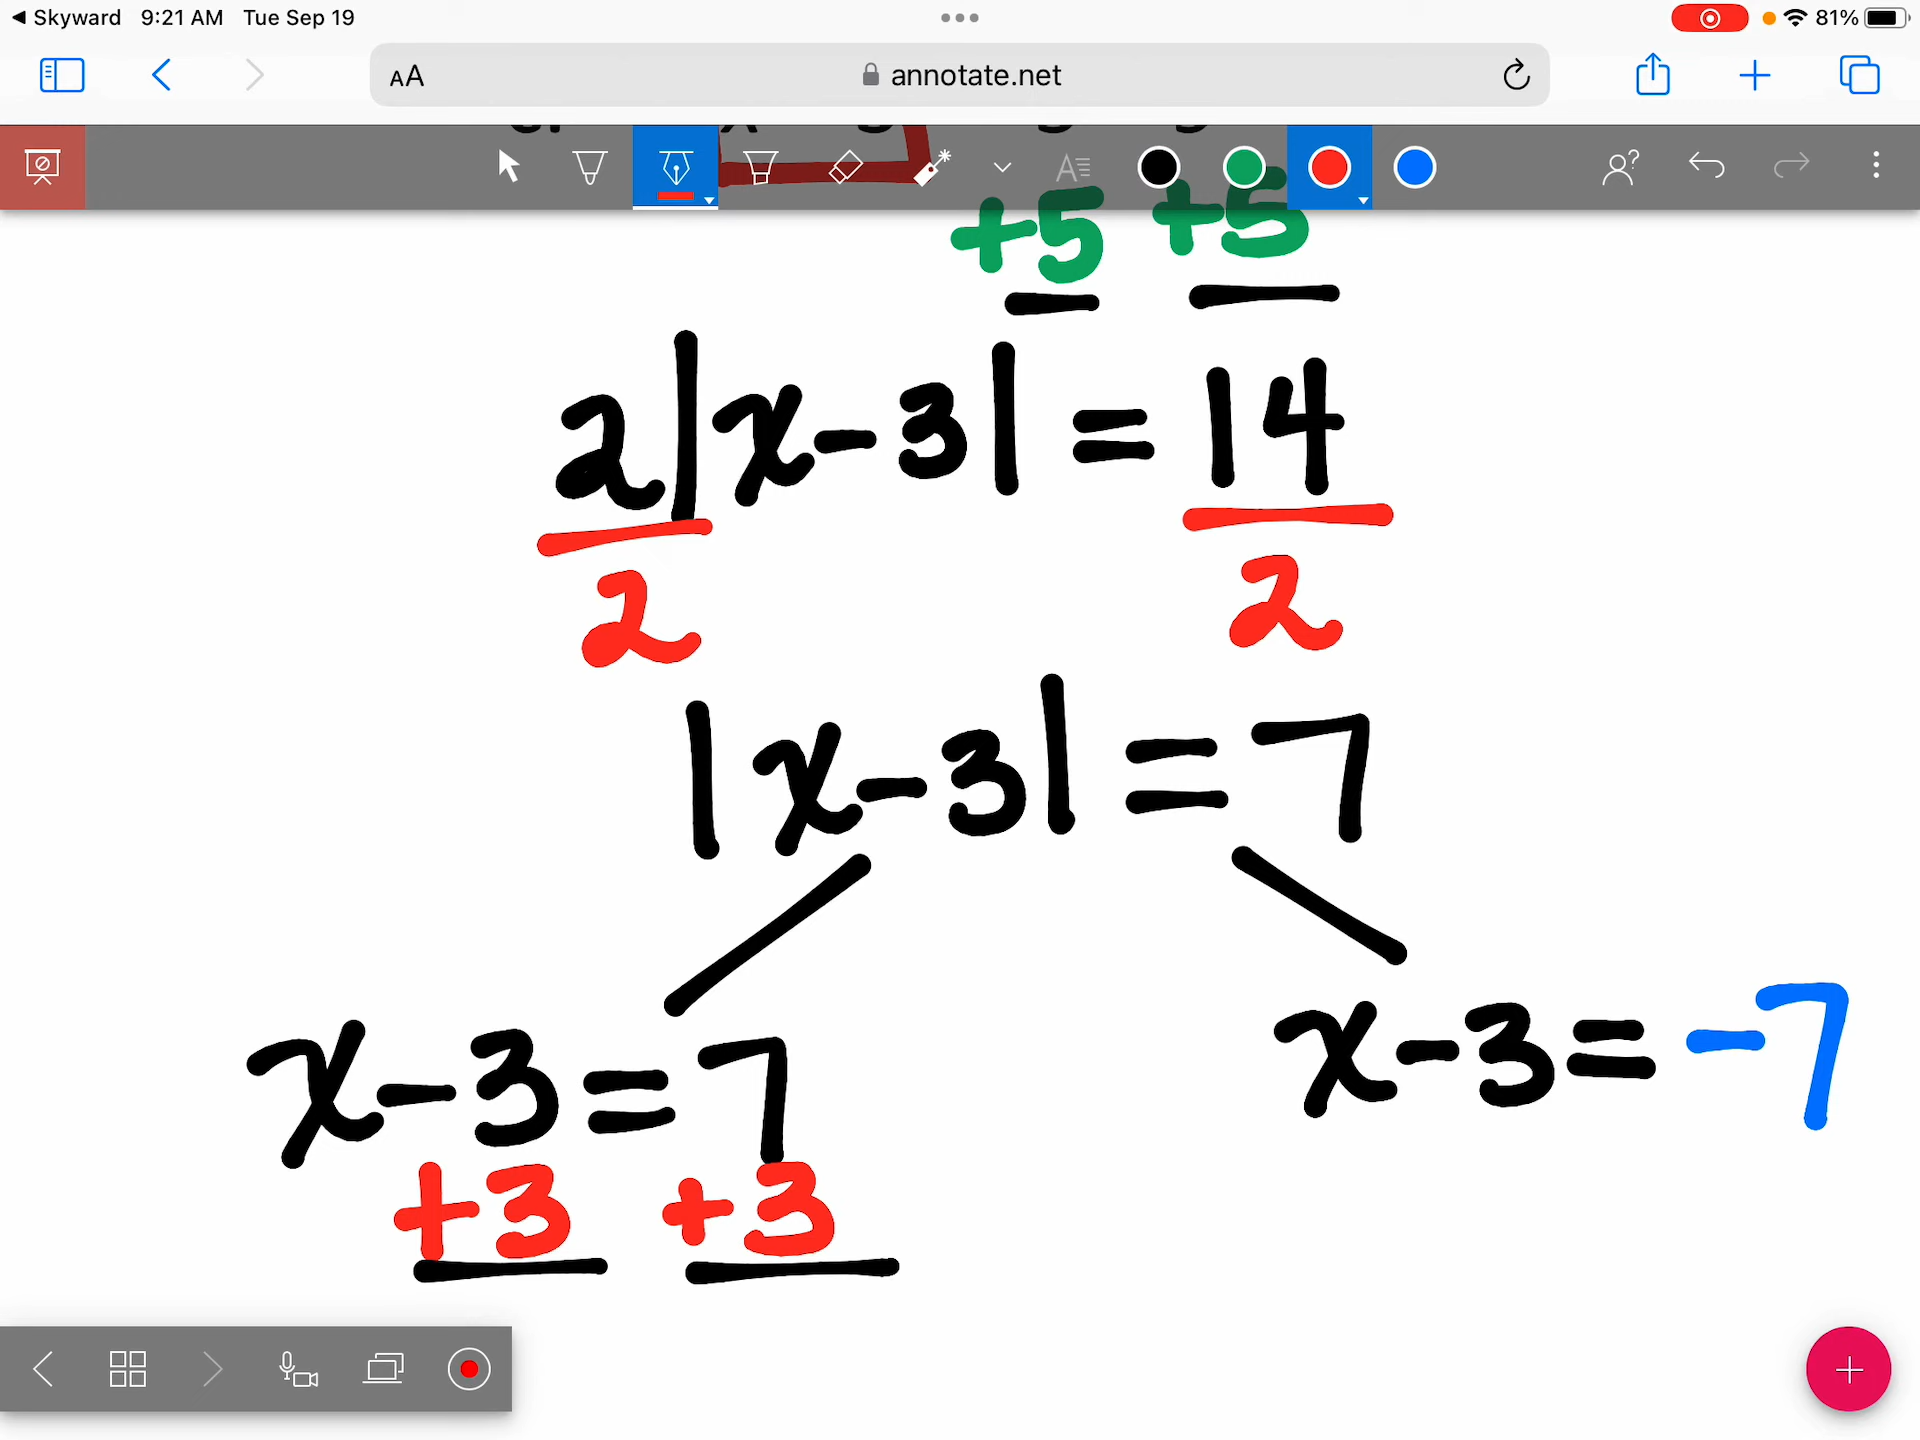 Skyward 9:21 AM Tue Sep 19 81%
AA annotate.net
+5 +5
2|x-3| = 14
2 2
|x-3| = 7
x-3=7 x-3=-7
+3 +3